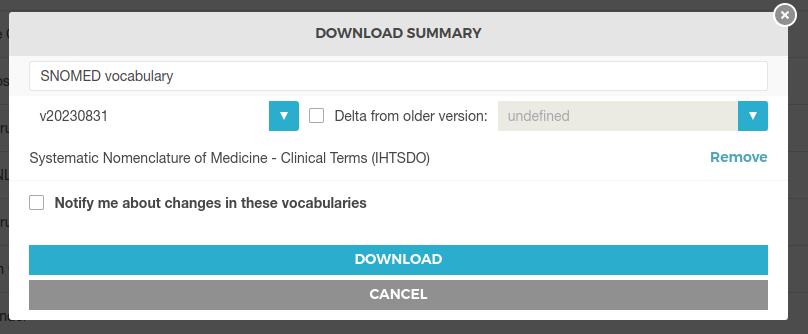 DOWNLOAD SUMMARY
SNOMED vocabulary
v20230831 Delta from older version: undefined
Systematic Nomenclature of Medicine - Clinical Terms (IHTSDO) Remove
Notify me about changes in these vocabularies
DOWNLOAD
CANCEL